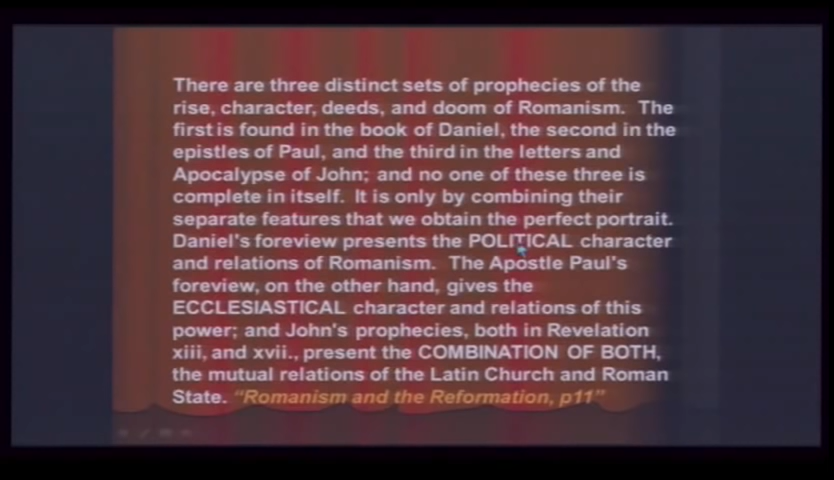 There are three distinct sets of prophecies of the
rise, character, deeds, and doom of Romanism.  The
first is found in the book of Daniel, the second in the
epistles of Paul, and the third in the letters and
Apocalypse of John; and no one of these three is
complete in itself.  It is only by combining their
separate features that we obtain the perfect portrait.
Daniel's foreview presents the POLITICAL character
and relations of Romanism.  The Apostle Paul's
foreview, on the other hand, gives the
ECCLESIASTICAL character and relations of this
power; and John's prophecies, both in Revelation
xiii, and xvii., present the COMBINATION OF BOTH,
the mutual relations of the Latin Church and Roman
State. "Romanism and the Reformation, p11"